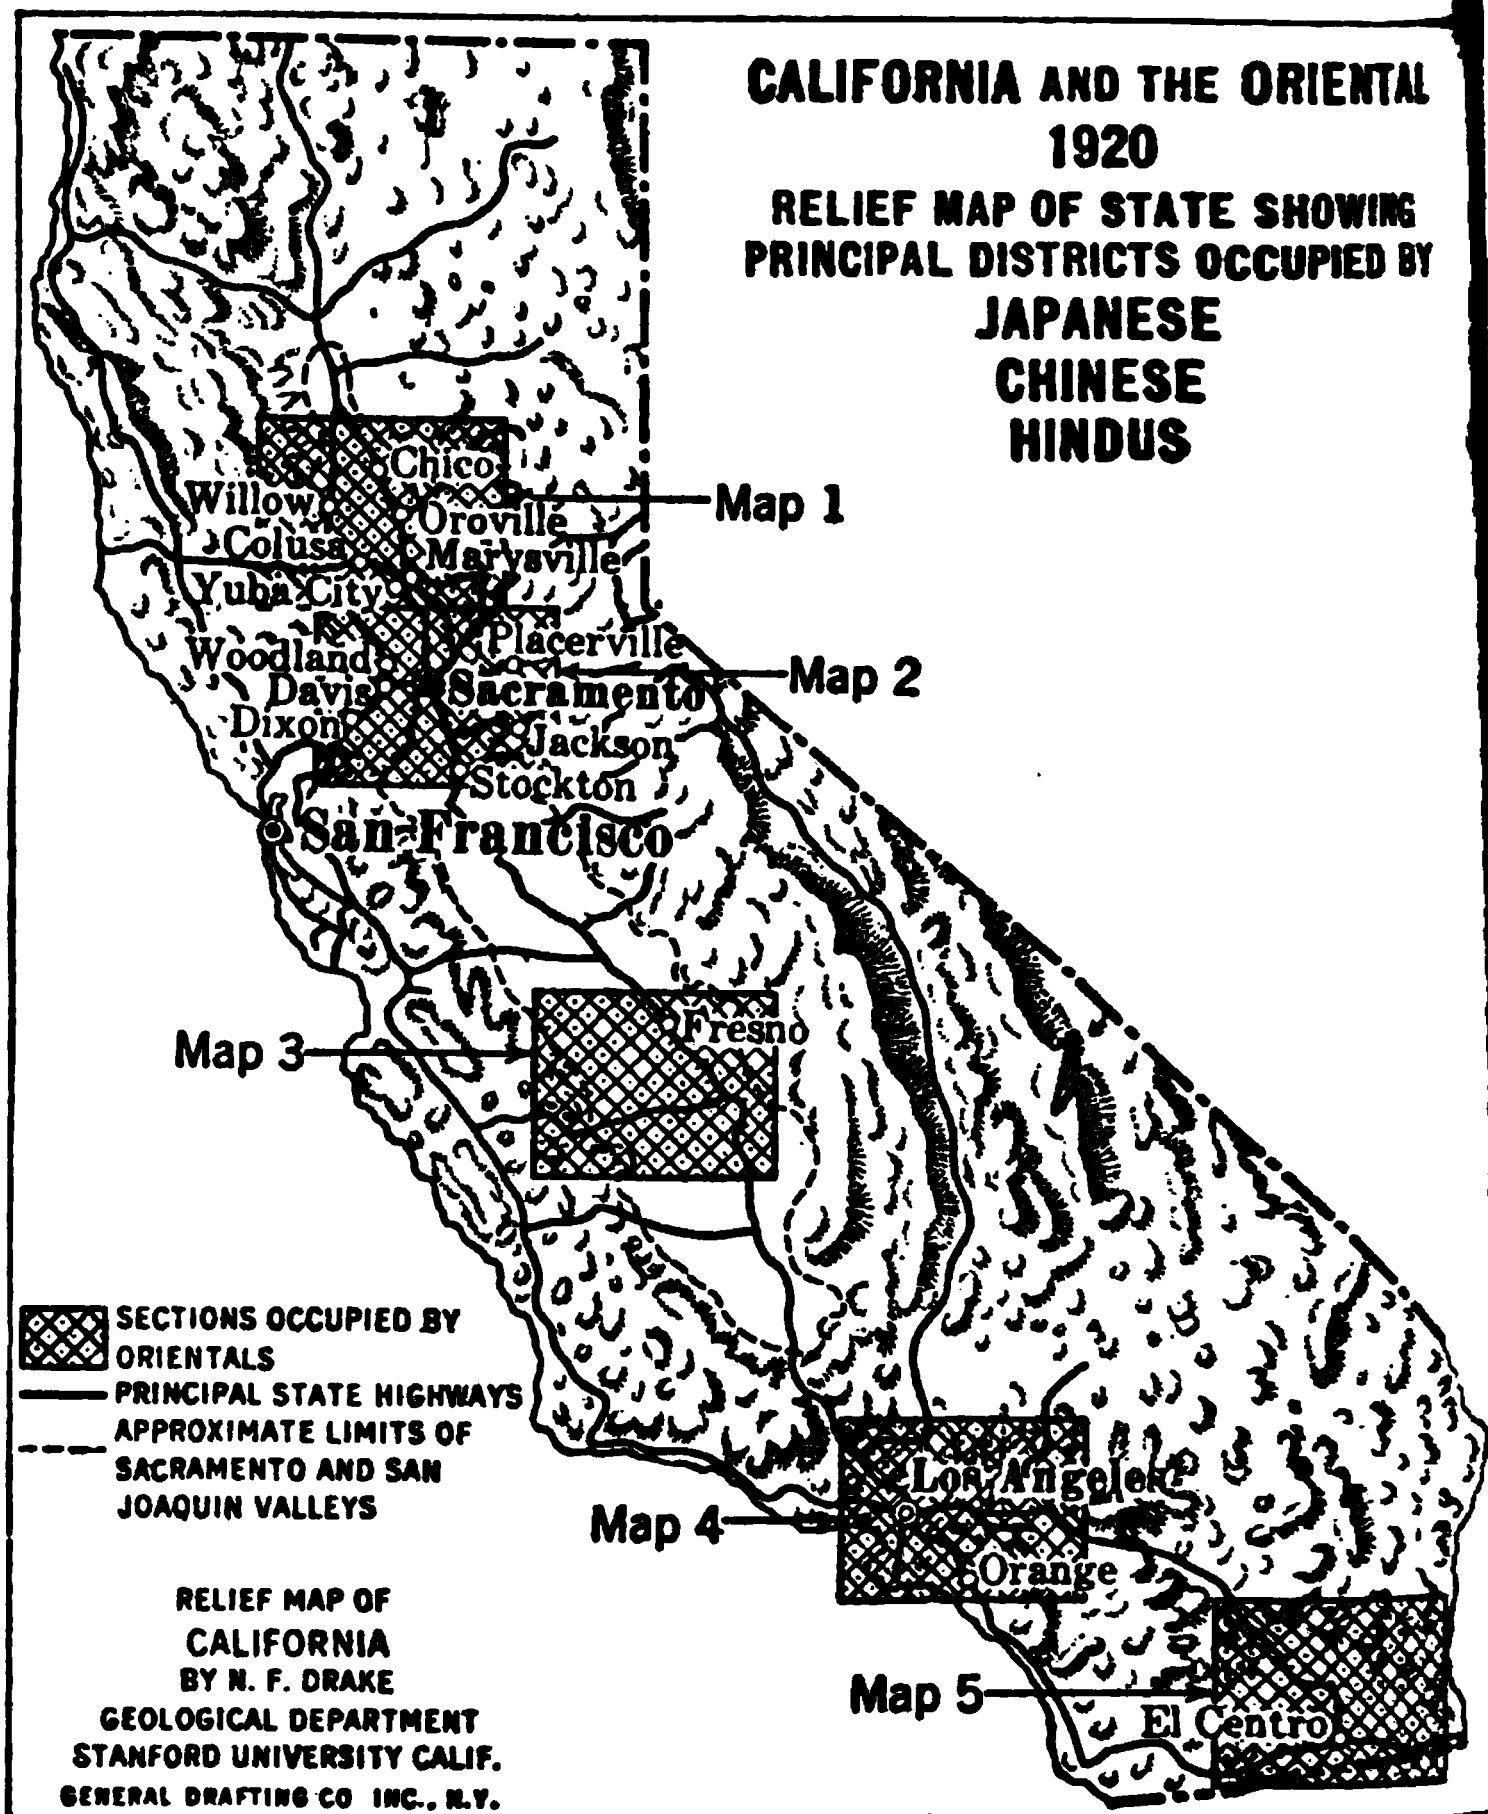 CALIFORNIA AND THE ORIENTAL
1920
RELIEF MAP OF STATE SHOWING
PRINCIPAL DISTRICTS OCCUPIED BY
JAPANESE
CHINESE
HINDUS
Chico
Willow
Map 1
Oroville
Colusa
Marysville
Yuba City
Placerville
Woodland
Map 2
Davis
Sacramento
Dixon
Jackson
Stockton
San Francisco
Fresno
Map 3
SECTIONS OCCUPIED BY
ORIENTALS
PRINCIPAL STATE HIGHWAYS
APPROXIMATE LIMITS OF
SACRAMENTO AND SAN
JOAQUIN VALLEYS
Los Angeles
Map 4
Orange
Map 5
El Centro
RELIEF MAP OF
CALIFORNIA
BY N. F. DRAKE
GEOLOGICAL DEPARTMENT
STANFORD UNIVERSITY CALIF.
GENERAL DRAFTING CO INC., N.Y.